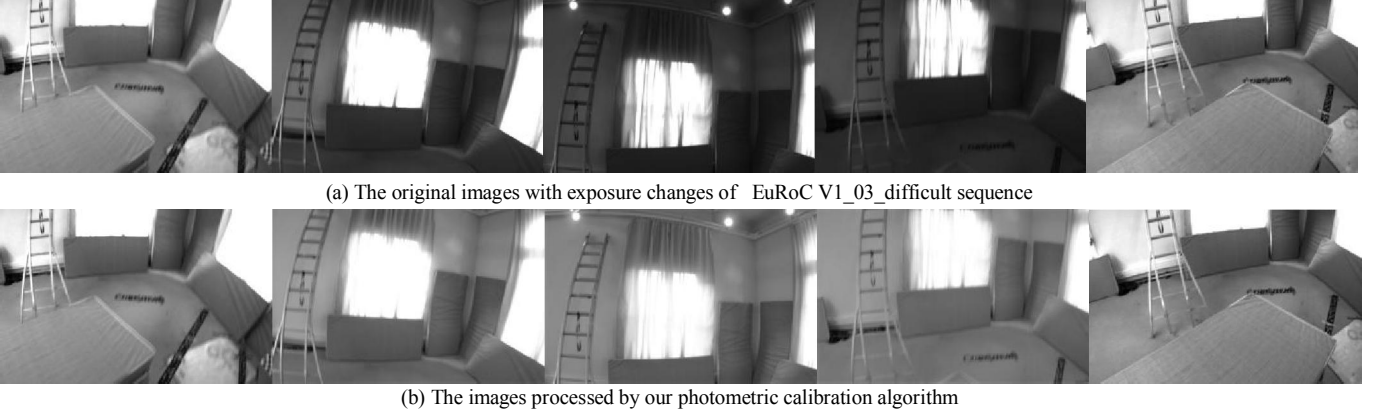 (a) The original images with exposure changes of EuRoC V1_03_difficult sequence
(b) The images processed by our photometric calibration algorithm